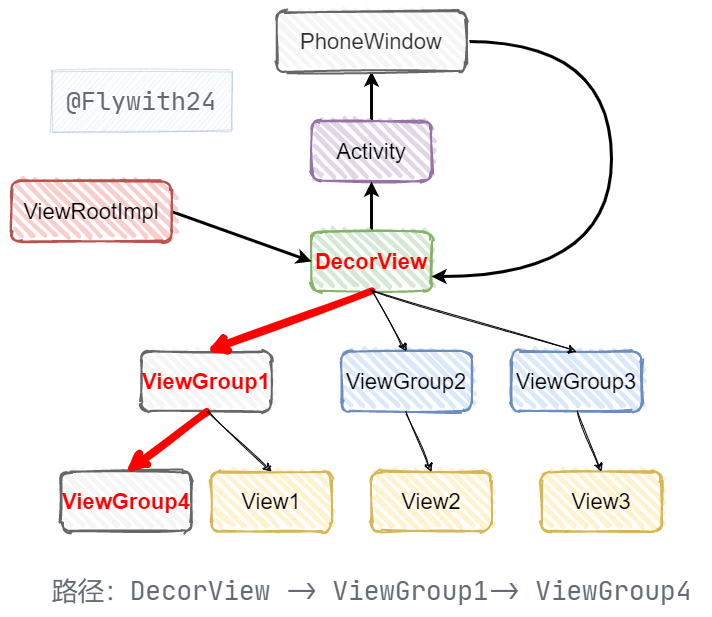 PhoneWindow
@Flywith24
Activity
ViewRootImpl
DecorView
ViewGroup1
ViewGroup2
ViewGroup3
ViewGroup4
View1
View2
View3
路径：DecorView -> ViewGroup1-> ViewGroup4